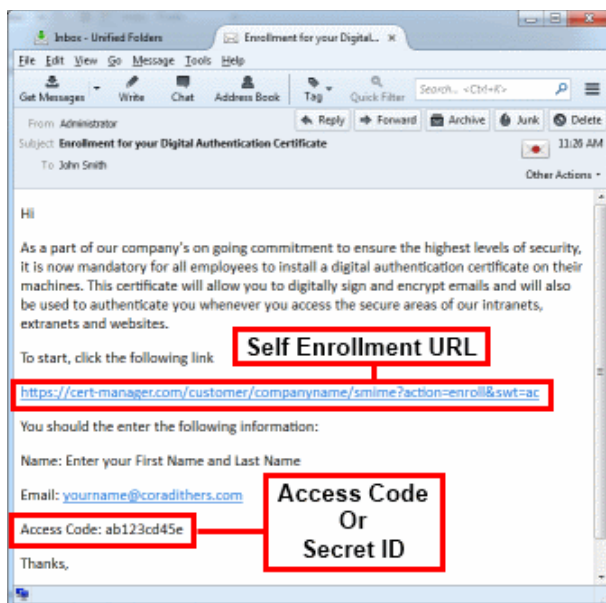 Inbox - Unified Folders
Enrollment for your Digital... ×
File Edit View Go Message Tools Help
Get Messages Write Chat Address Book Tag Quick Filter Search... <Ctrl+K>
From Administrator Reply Forward Archive Junk Delete
Subject Enrollment for your Digital Authentication Certificate 11:26 AM
To John Smith Other Actions
Hi
As a part of our company's on going commitment to ensure the highest levels of security,
it is now mandatory for all employees to install a digital authentication certificate on their
machines. This certificate will allow you to digitally sign and encrypt emails and will also
be used to authenticate you whenever you access the secure areas of our intranets,
extranets and websites.
To start, click the following link
Self Enrollment URL
https://cert-manager.com/customer/companyname/smime?action=enroll&swt=ac
You should the enter the following information:
Name: Enter your First Name and Last Name
Email: yourname@coradithers.com
Access Code: ab123cd45e
Access Code
Or
Secret ID
Thanks,